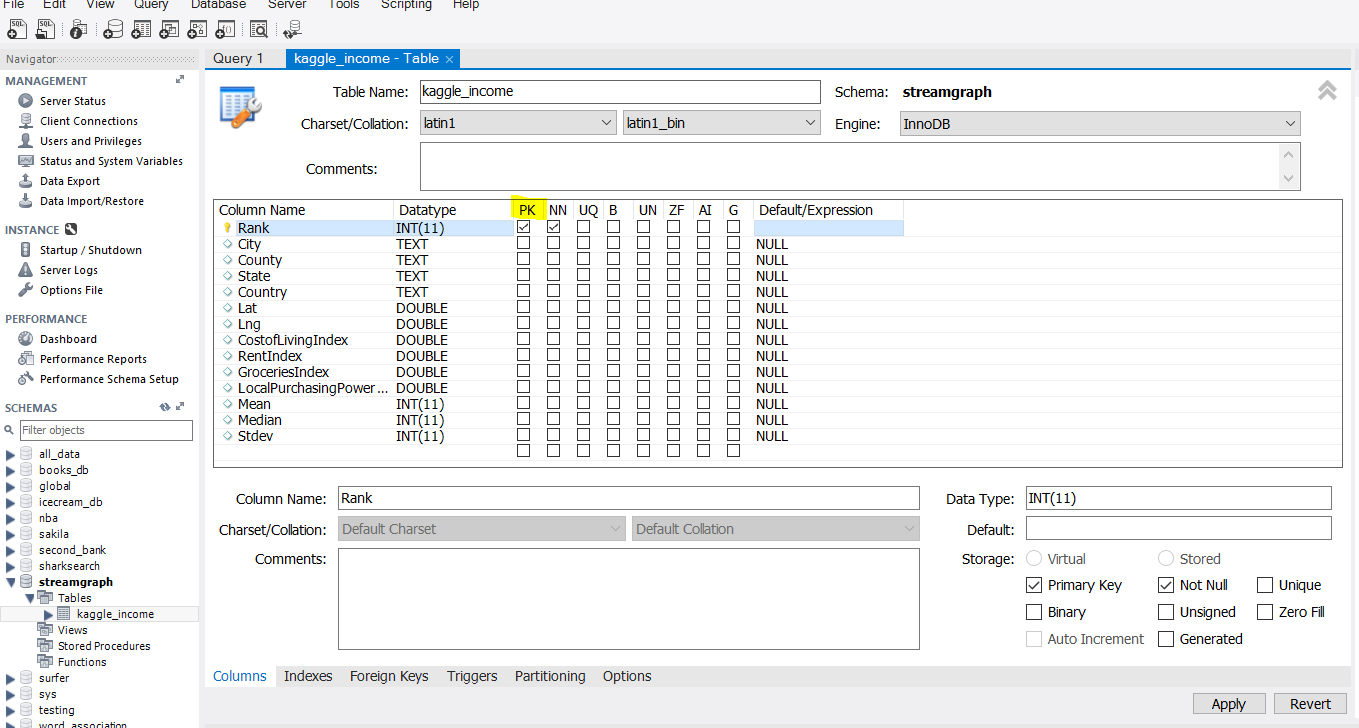 File Edit View Query Database Server Tools Scripting Help
Navigator
MANAGEMENT
Server Status
Client Connections
Users and Privileges
Status and System Variables
Data Export
Data Import/Restore
INSTANCE
Startup / Shutdown
Server Logs
Options File
PERFORMANCE
Dashboard
Performance Reports
Performance Schema Setup
SCHEMAS
Filter objects
all_data
books_db
global
icecream_db
nba
sakila
second_bank
sharksearch
streamgraph
Tables
kaggle_income
Views
Stored Procedures
Functions
surfer
sys
testing
word_association
Query 1 kaggle_income - Table ×
Table Name: kaggle_income Schema: streamgraph
Charset/Collation: latin1 latin1_bin Engine: InnoDB
Comments:
Column Name Datatype PK NN UQ B UN ZF AI G Default/Expression
Rank INT(11)
City TEXT NULL
County TEXT NULL
State TEXT NULL
Country TEXT NULL
Lat DOUBLE NULL
Lng DOUBLE NULL
CostofLivingIndex DOUBLE NULL
RentIndex DOUBLE NULL
GroceriesIndex DOUBLE NULL
LocalPurchasingPower... DOUBLE NULL
Mean INT(11) NULL
Median INT(11) NULL
Stdev INT(11) NULL
Column Name: Rank Data Type: INT(11)
Charset/Collation: Default Charset Default Collation Default:
Comments: Storage: Virtual Stored
Primary Key Not Null Unique
Binary Unsigned Zero Fill
Auto Increment Generated
Columns Indexes Foreign Keys Triggers Partitioning Options
Apply Revert